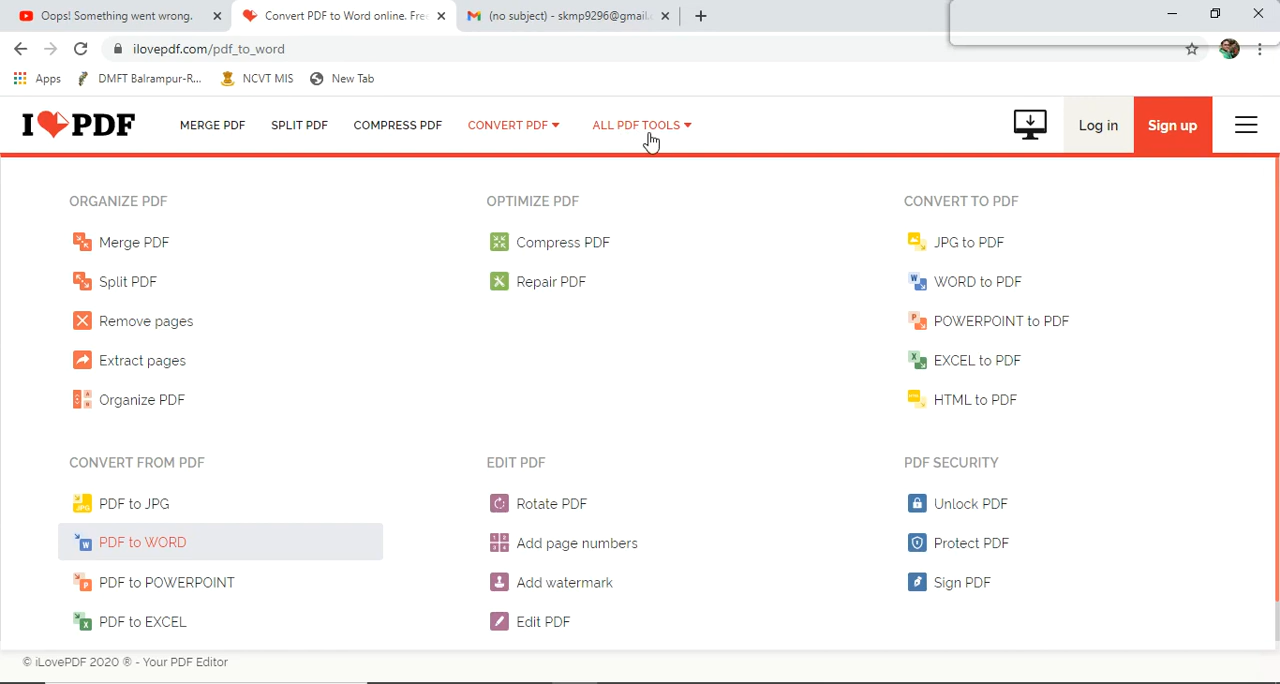 Oops! Something went wrong.
Convert PDF to Word online. Fre
(no subject) - skmp9296@gmail.
ilovepdf.com/pdf_to_word
Apps
DMFT Balrampur-R...
NCVT MIS
New Tab
I PDF
MERGE PDF
SPLIT PDF
COMPRESS PDF
CONVERT PDF
ALL PDF TOOLS
Log in
Sign up
ORGANIZE PDF
OPTIMIZE PDF
CONVERT TO PDF
Merge PDF
Compress PDF
JPG to PDF
Split PDF
Repair PDF
WORD to PDF
Remove pages
POWERPOINT to PDF
Extract pages
EXCEL to PDF
Organize PDF
HTML to PDF
CONVERT FROM PDF
EDIT PDF
PDF SECURITY
PDF to JPG
Rotate PDF
Unlock PDF
PDF to WORD
Add page numbers
Protect PDF
PDF to POWERPOINT
Add watermark
Sign PDF
PDF to EXCEL
Edit PDF
© iLovePDF 2020 ® - Your PDF Editor